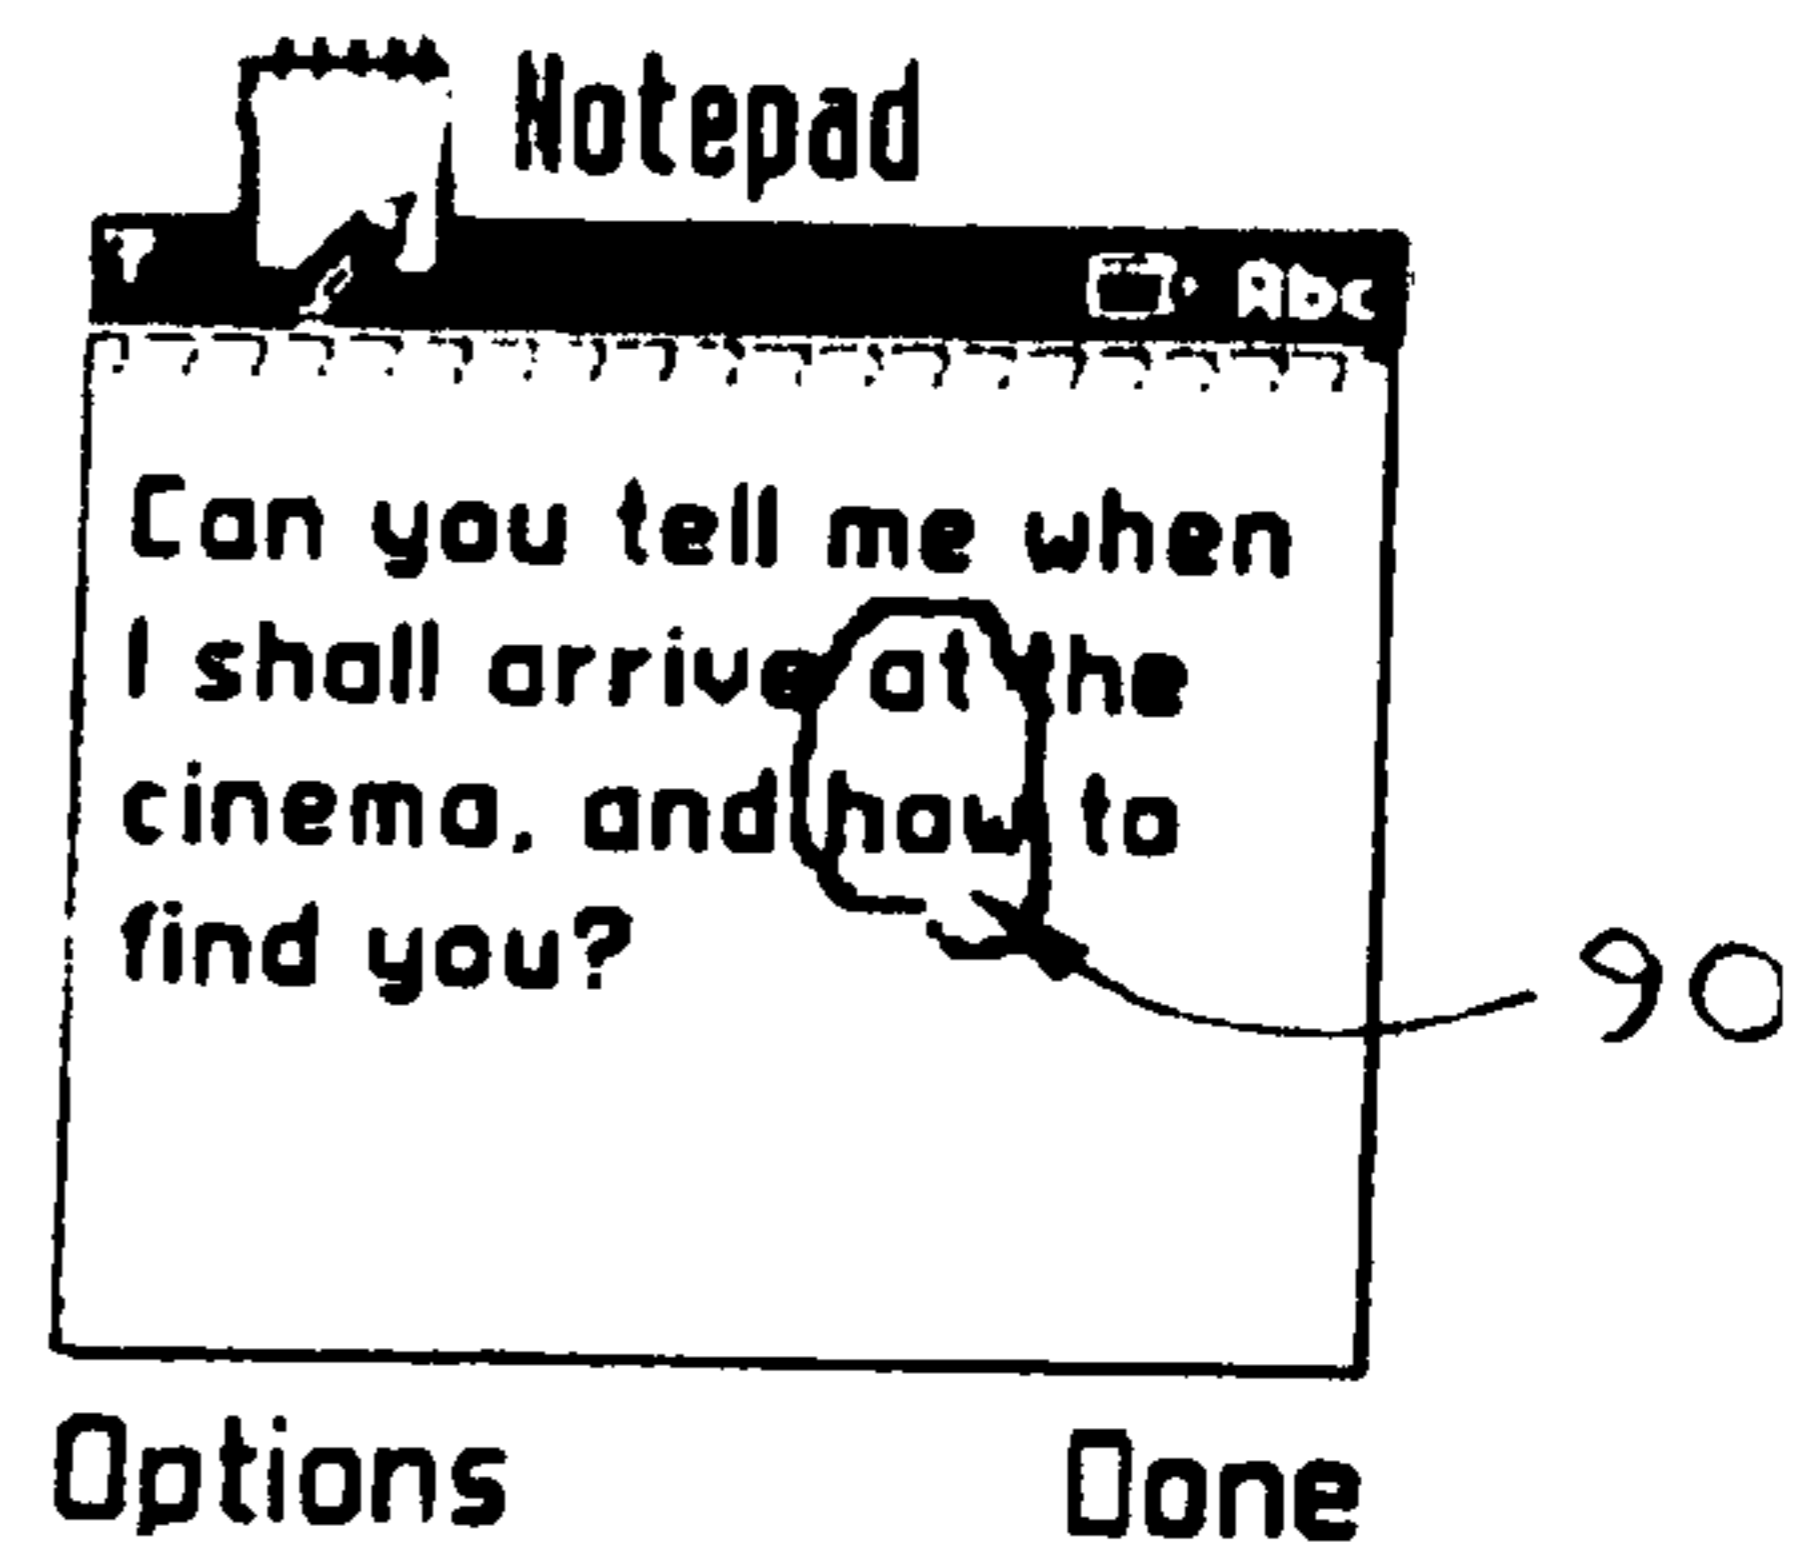 Notepad
Abc
Can you tell me when
I shall arrive at the
cinema, and how to
find you?
90
Options
Done